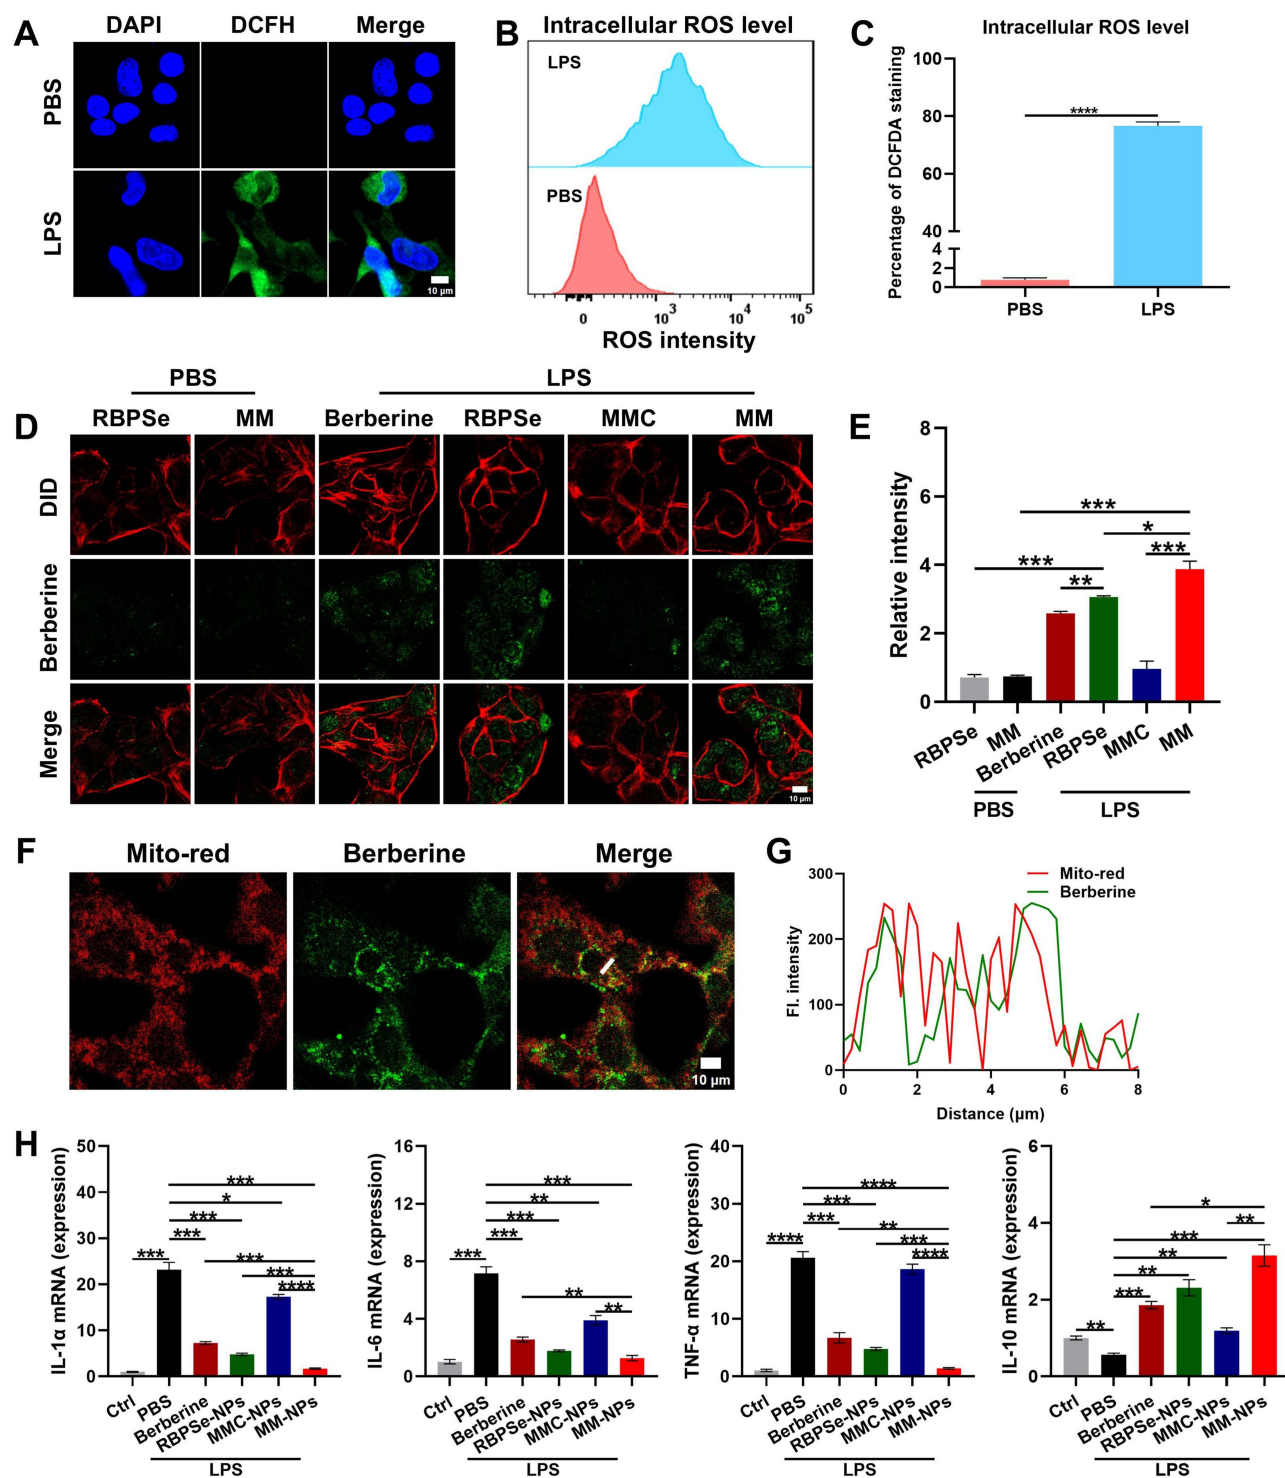 A
DAPI DCFH Merge
PBS
LPS
10 µm
B
Intracellular ROS level
LPS
PBS
0 10³ 10⁴ 10⁵
ROS intensity
C
Intracellular ROS level
Percentage of DCFDA staining
100
80
60
40
4
2
0
****
PBS LPS
D
PBS LPS
RBPSe MM Berberine RBPSe MMC MM
DID
Berberine
Merge
10 µm
E
Relative intensity
8
6
4
2
0
***
*
***
***
**
RBPSe MM Berberine RBPSe MMC MM
PBS LPS
F
Mito-red Berberine Merge
10 µm
G
Fl. intensity
300
200
100
0
Mito-red
Berberine
0 2 4 6 8
Distance (µm)
H
IL-1α mRNA (expression)
50
40
30
20
10
0
***
*
***
***
***
***
***
****
Ctrl PBS Berberine RBPSe-NPs MMC-NPs MM-NPs
LPS
IL-6 mRNA (expression)
16
12
8
4
0
***
**
***
***
***
**
**
Ctrl PBS Berberine RBPSe-NPs MMC-NPs MM-NPs
LPS
TNF-α mRNA (expression)
40
30
20
10
0
****
***
***
**
****
***
****
Ctrl PBS Berberine RBPSe-NPs MMC-NPs MM-NPs
LPS
IL-10 mRNA (expression)
6
4
2
0
*
**
***
**
**
***
**
Ctrl PBS Berberine RBPSe-NPs MMC-NPs MM-NPs
LPS